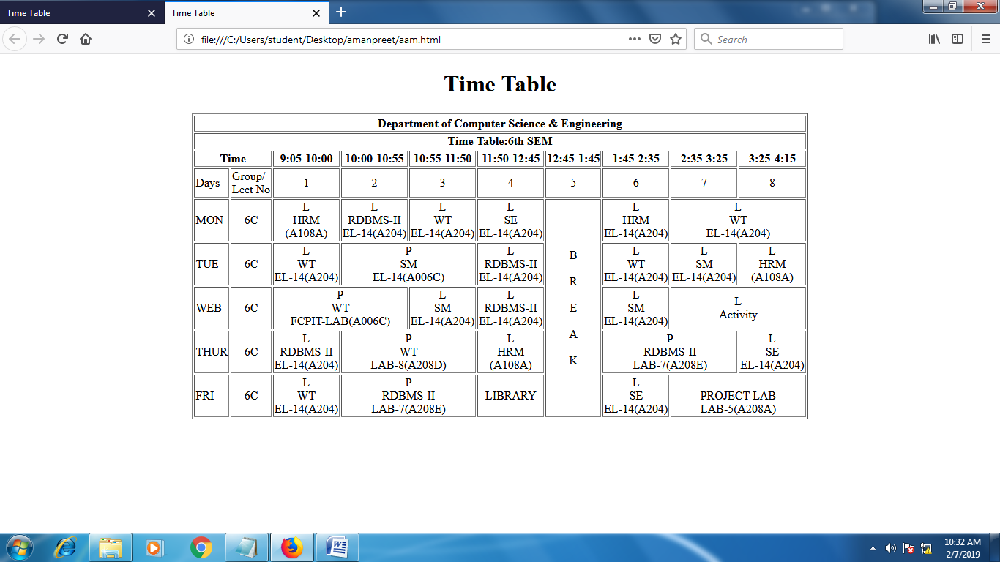 Time Table
Time Table
file:///C:/Users/student/Desktop/amanpreet/aam.html
Search
Time Table
Department of Computer Science & Engineering
Time Table:6th SEM
Time 9:05-10:00 10:00-10:55 10:55-11:50 11:50-12:45 12:45-1:45 1:45-2:35 2:35-3:25 3:25-4:15
Days Group/ 1 2 3 4 5 6 7 8
Lect No
L L L L L L
MON 6C HRM RDBMS-II WT SE HRM WT
(A108A) EL-14(A204) EL-14(A204) EL-14(A204) EL-14(A204) EL-14(A204)
L P L L L L
TUE 6C WT SM RDBMS-II WT SM HRM
EL-14(A204) EL-14(A006C) EL-14(A204) EL-14(A204) EL-14(A204) (A108A)
P L L L L
WEB 6C WT SM RDBMS-II SM Activity
FCPIT-LAB(A006C) EL-14(A204) EL-14(A204) EL-14(A204)
L P L P L
THUR 6C RDBMS-II WT HRM RDBMS-II SE
EL-14(A204) LAB-8(A208D) (A108A) LAB-7(A208E) EL-14(A204)
L P L
FRI 6C WT RDBMS-II LIBRARY SE PROJECT LAB
EL-14(A204) LAB-7(A208E) EL-14(A204) LAB-5(A208A)
B
R
E
A
K
10:32 AM
2/7/2019